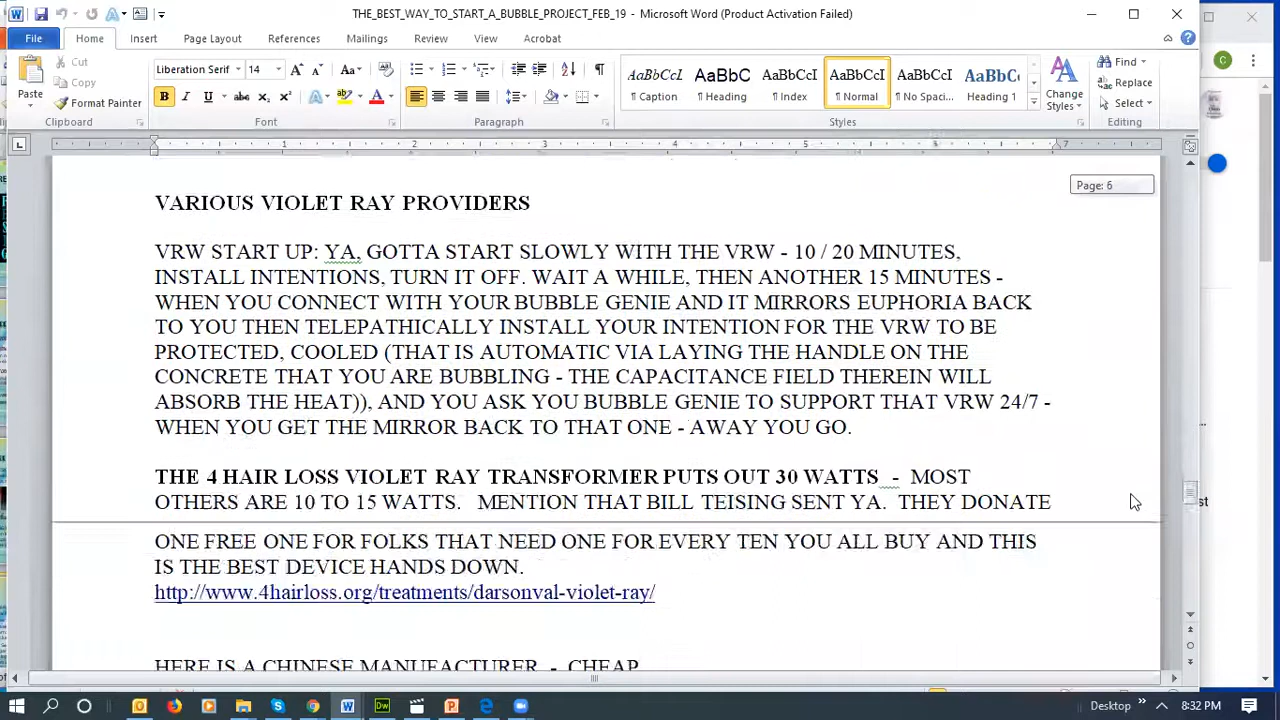 THE_BEST_WAY_TO_START_A_BUBBLE_PROJECT_FEB_19 - Microsoft Word (Product Activation Failed)
File Home Insert Page Layout References Mailings Review View Acrobat
Paste
Cut
Copy
Format Painter
Clipboard
Liberation Serif 14
Font
Paragraph
AaBbCcI AaBbC AaBbCcI AaBbCcI AaBbCcI AaBbC
¶ Caption ¶ Heading ¶ Index ¶ Normal ¶ No Spaci... Heading 1
Change Styles
Styles
Find
Replace
Select
Editing
C
1 2 3 4 5 6 7
Page: 6
VARIOUS VIOLET RAY PROVIDERS
VRW START UP: YA, GOTTA START SLOWLY WITH THE VRW - 10 / 20 MINUTES,
INSTALL INTENTIONS, TURN IT OFF. WAIT A WHILE, THEN ANOTHER 15 MINUTES -
WHEN YOU CONNECT WITH YOUR BUBBLE GENIE AND IT MIRRORS EUPHORIA BACK
TO YOU THEN TELEPATHICALLY INSTALL YOUR INTENTION FOR THE VRW TO BE
PROTECTED, COOLED (THAT IS AUTOMATIC VIA LAYING THE HANDLE ON THE
CONCRETE THAT YOU ARE BUBBLING - THE CAPACITANCE FIELD THEREIN WILL
ABSORB THE HEAT)), AND YOU ASK YOU BUBBLE GENIE TO SUPPORT THAT VRW 24/7 -
WHEN YOU GET THE MIRROR BACK TO THAT ONE - AWAY YOU GO.
THE 4 HAIR LOSS VIOLET RAY TRANSFORMER PUTS OUT 30 WATTS - MOST
OTHERS ARE 10 TO 15 WATTS. MENTION THAT BILL TEISING SENT YA. THEY DONATE
ONE FREE ONE FOR FOLKS THAT NEED ONE FOR EVERY TEN YOU ALL BUY AND THIS
IS THE BEST DEVICE HANDS DOWN.
http://www.4hairloss.org/treatments/darsonval-violet-ray/
HERE IS A CHINESE MANUFACTURER - CHEAP
Desktop 8:32 PM